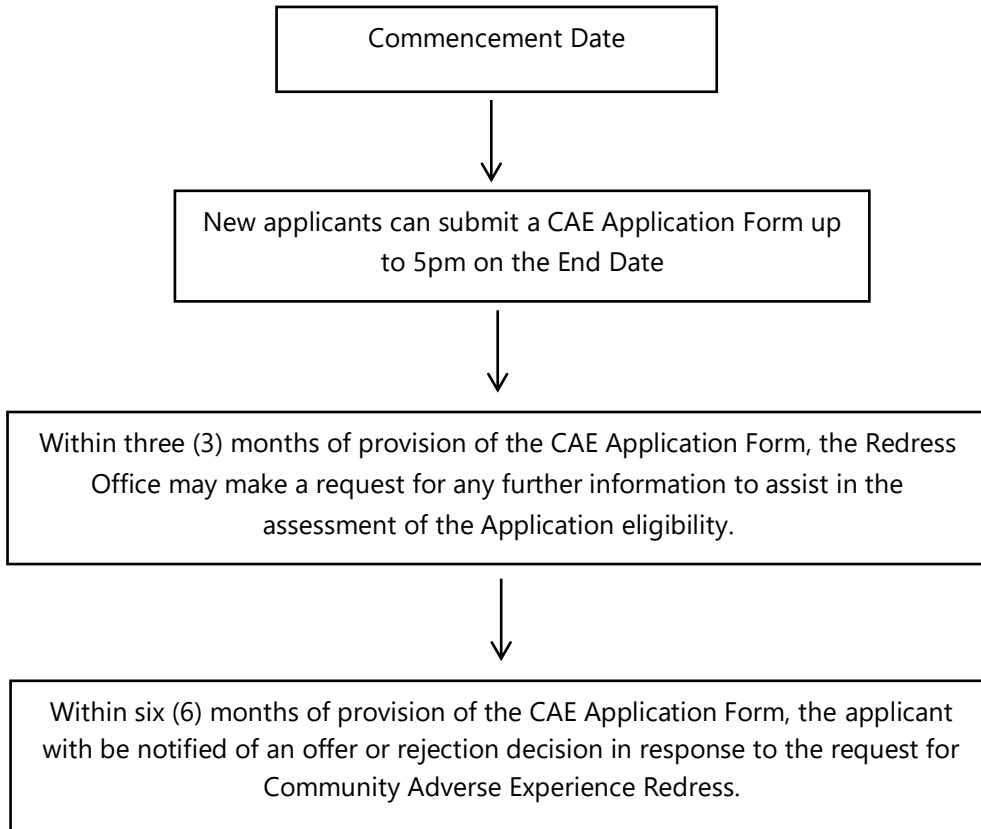 Commencement Date
New applicants can submit a CAE Application Form up
to 5pm on the End Date
Within three (3) months of provision of the CAE Application Form, the Redress
Office may make a request for any further information to assist in the
assessment of the Application eligibility.
Within six (6) months of provision of the CAE Application Form, the applicant
with be notified of an offer or rejection decision in response to the request for
Community Adverse Experience Redress.